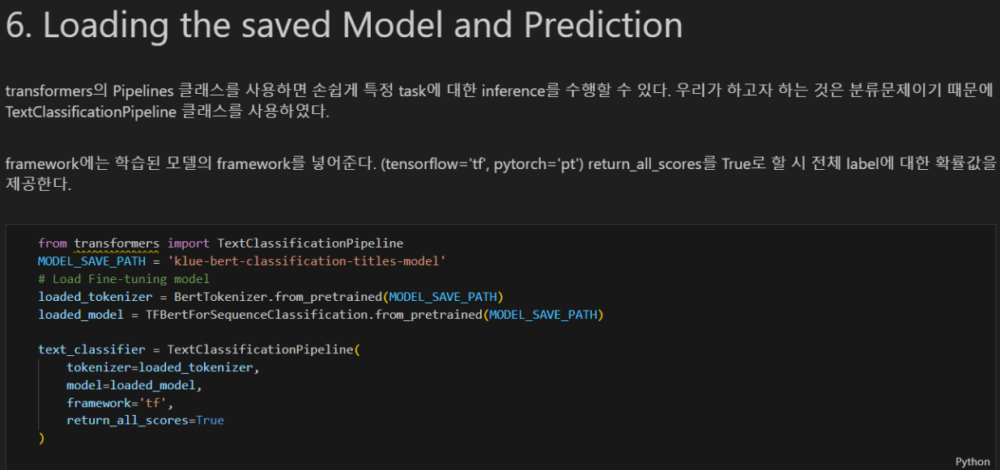 6. Loading the saved Model and Prediction
transformers의 Pipelines 클래스를 사용하면 손쉽게 특정 task에 대한 inference를 수행할 수 있다. 우리가 하고자 하는 것은 분류문제이기 때문에
TextClassificationPipeline 클래스를 사용하였다.
framework에는 학습된 모델의 framework를 넣어준다. (tensorflow='tf', pytorch='pt') return_all_scores를 True로 할 시 전체 label에 대한 확률값을
제공한다.
from transformers import TextClassificationPipeline
MODEL_SAVE_PATH = 'klue-bert-classification-titles-model'
# Load Fine-tuning model
loaded_tokenizer = BertTokenizer.from_pretrained(MODEL_SAVE_PATH)
loaded_model = TFBertForSequenceClassification.from_pretrained(MODEL_SAVE_PATH)
text_classifier = TextClassificationPipeline(
    tokenizer=loaded_tokenizer,
    model=loaded_model,
    framework='tf',
    return_all_scores=True
)
Python